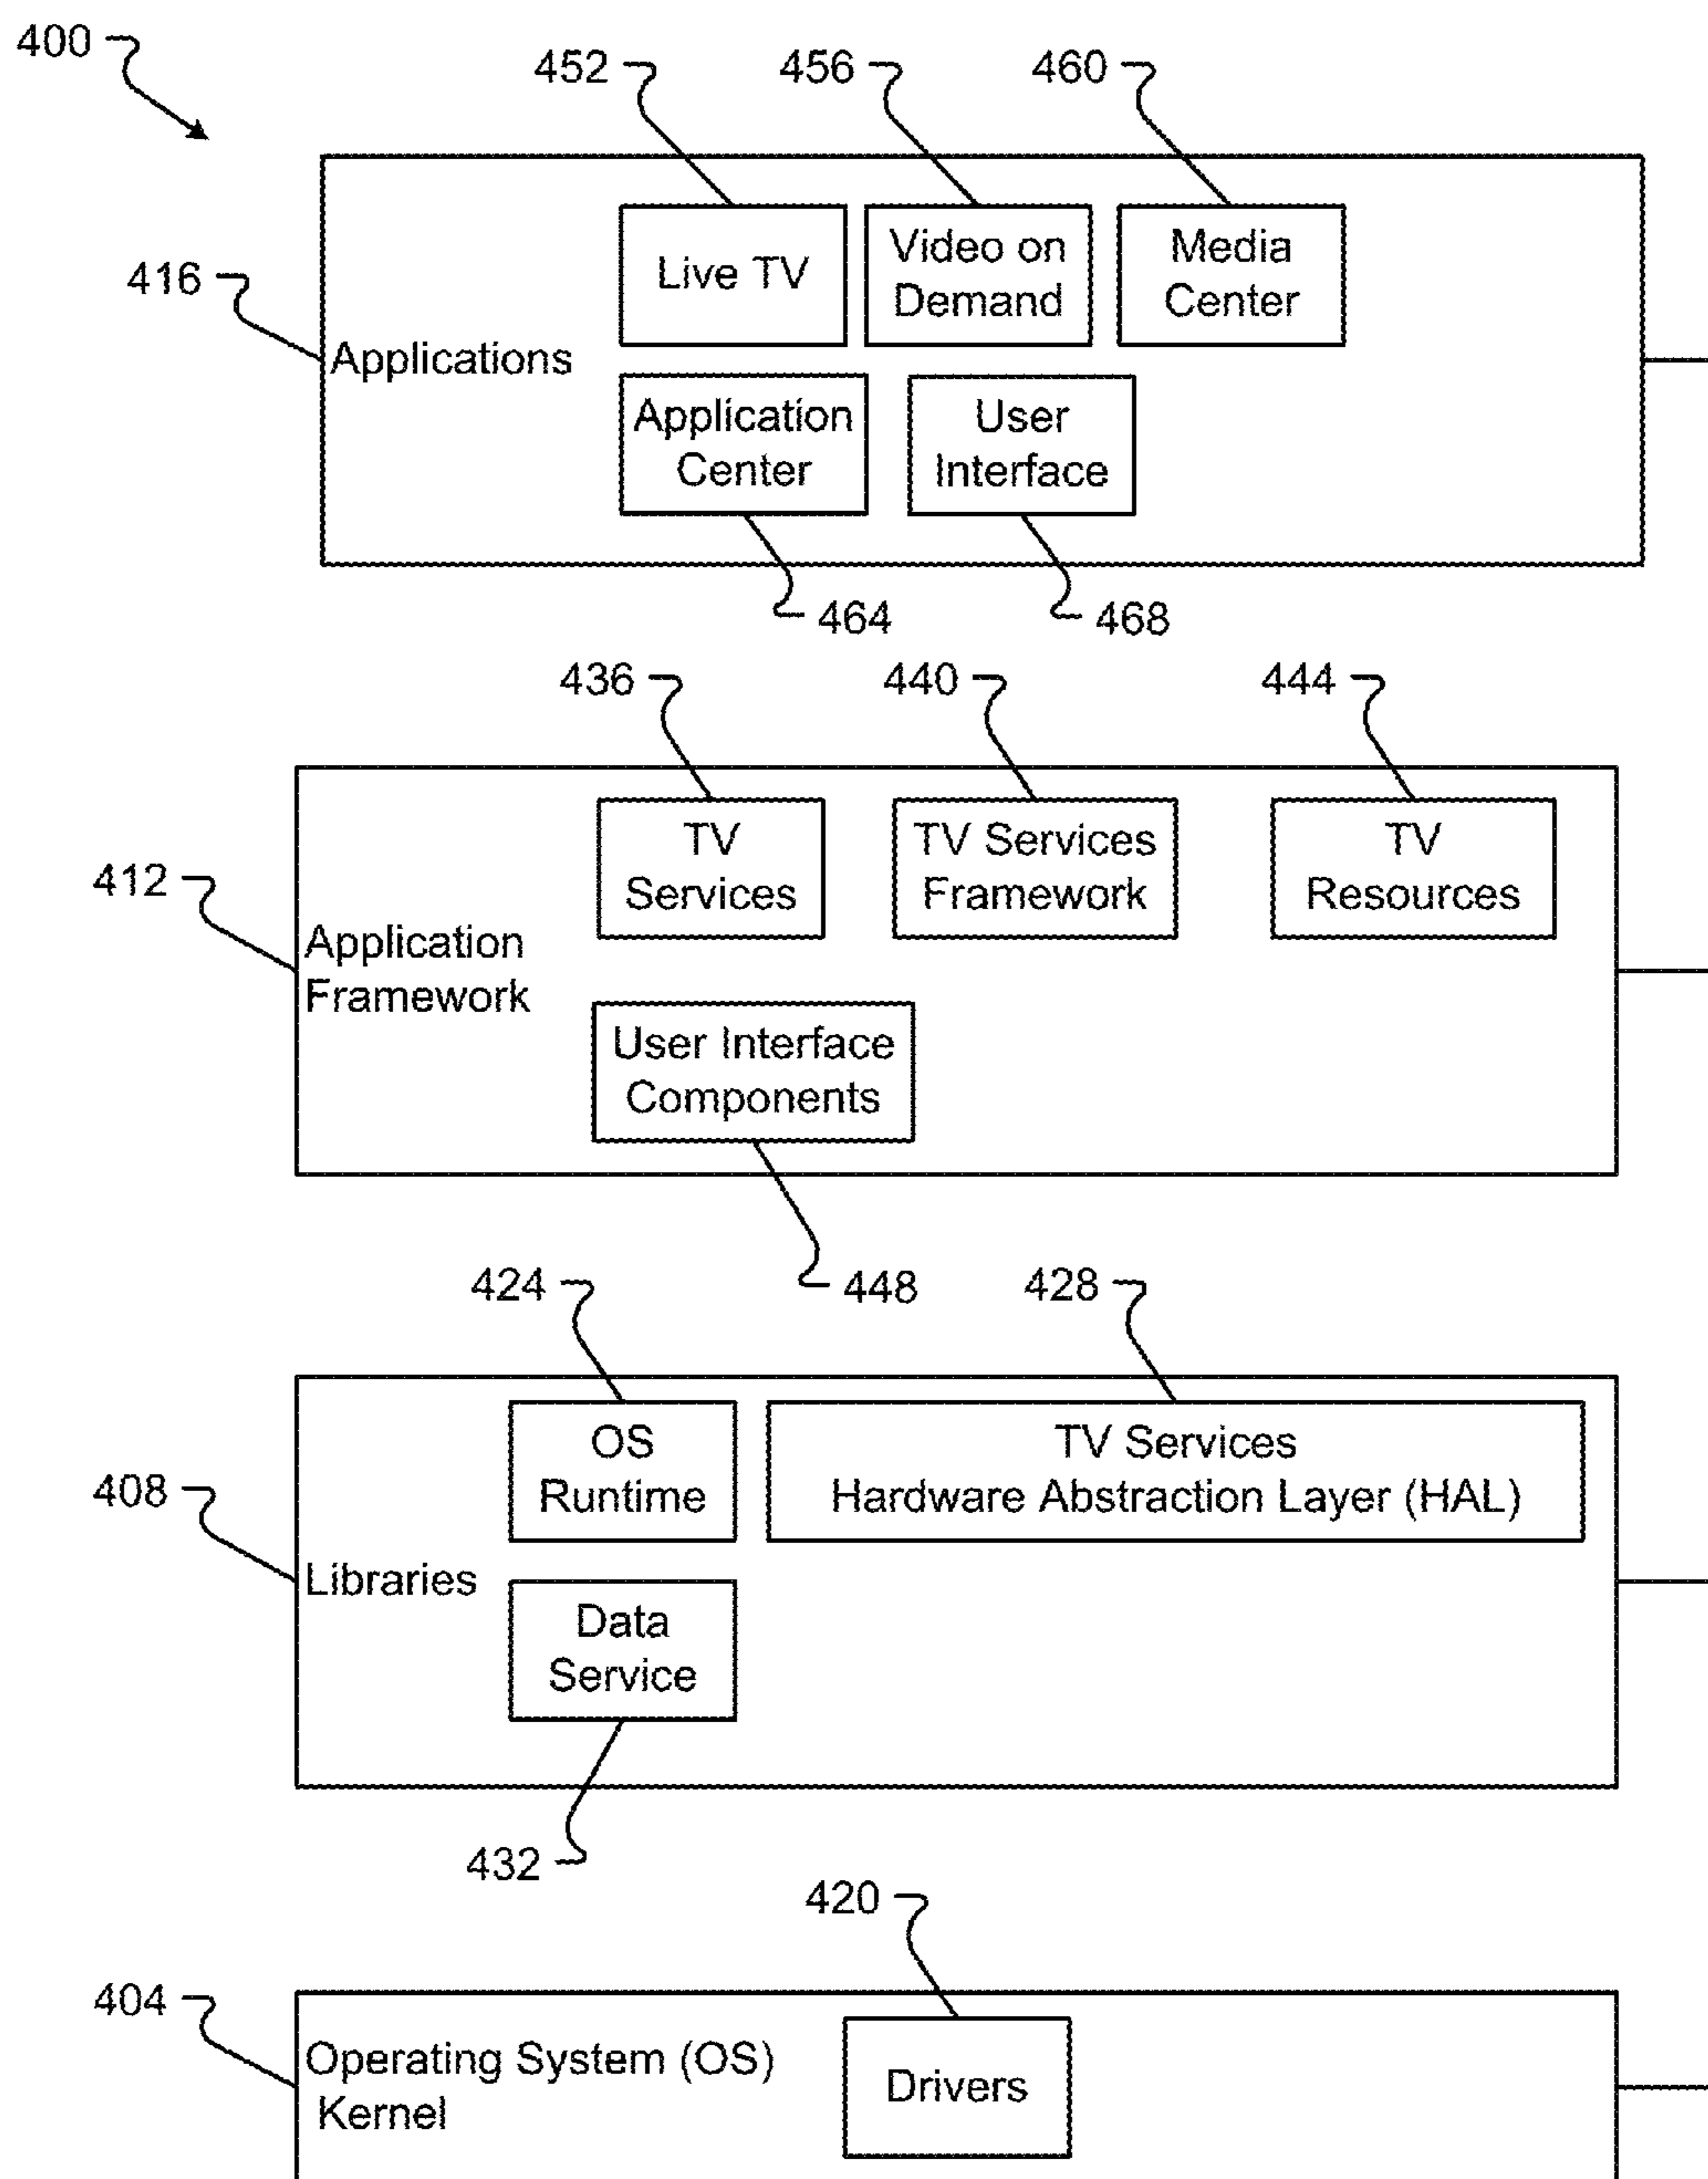 400
452
456
460
416
Live TV
Video on
Demand
Media
Center
Applications
Application
Center
User
Interface
464
468
436
440
444
412
TV
Services
TV Services
Framework
TV
Resources
Application
Framework
User Interface
Components
448
424
428
408
OS
Runtime
TV Services
Hardware Abstraction Layer (HAL)
Libraries
Data
Service
432
420
404
Operating System (OS)
Kernel
Drivers